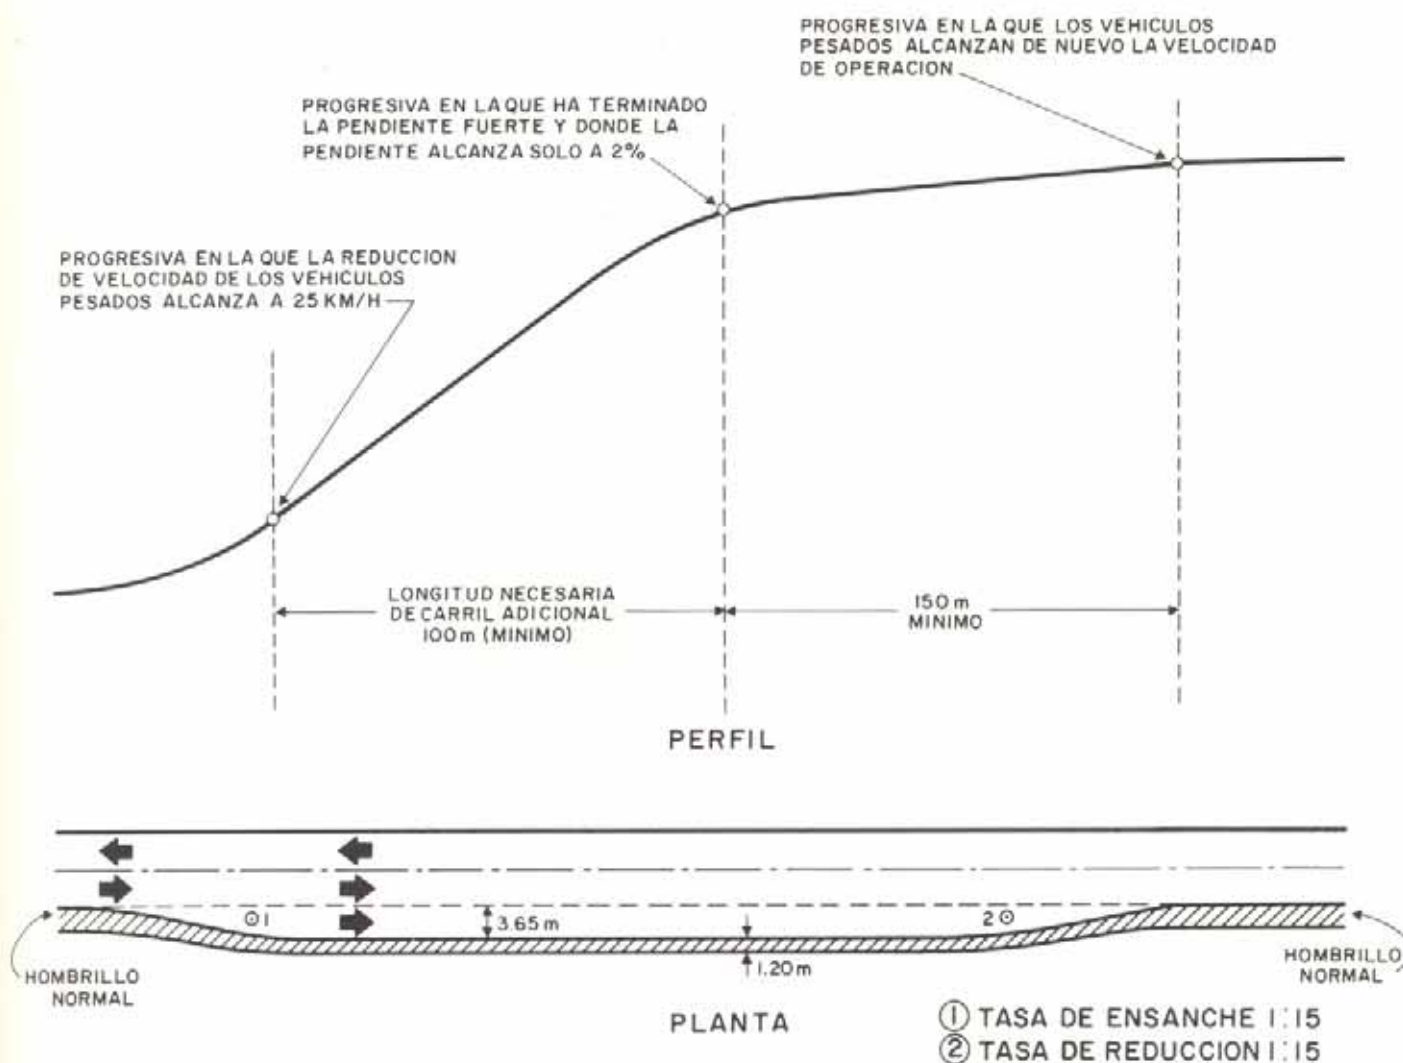 PROGRESIVA EN LA QUE LOS VEHICULOS
PESADOS ALCANZAN DE NUEVO LA VELOCIDAD
DE OPERACION
PROGRESIVA EN LA QUE HA TERMINADO
LA PENDIENTE FUERTE Y DONDE LA
PENDIENTE ALCANZA SOLO A 2%
PROGRESIVA EN LA QUE LA REDUCCION
DE VELOCIDAD DE LOS VEHICULOS
PESADOS ALCANZA A 25 KM/H
LONGITUD NECESARIA
DE CARRIL ADICIONAL
100 m (MINIMO)
150 m
MINIMO
PERFIL
1
3.65 m
2
1.20 m
HOMBRILLO
NORMAL
HOMBRILLO
NORMAL
PLANTA
① TASA DE ENSANCHE 1:15
② TASA DE REDUCCION 1:15